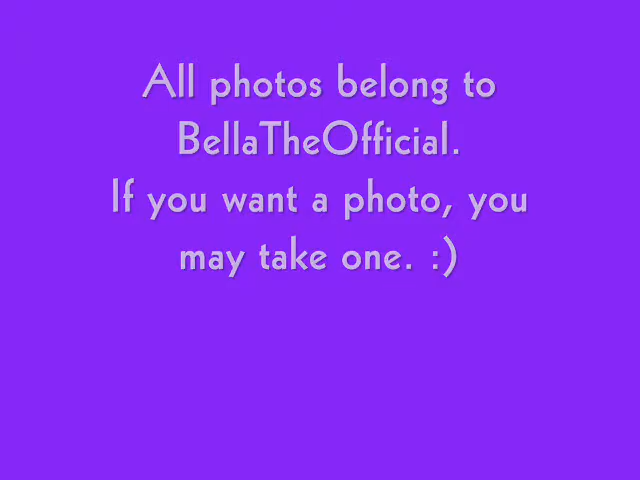 All photos belong to
BellaTheOfficial.
If you want a photo, you
may take one. :)